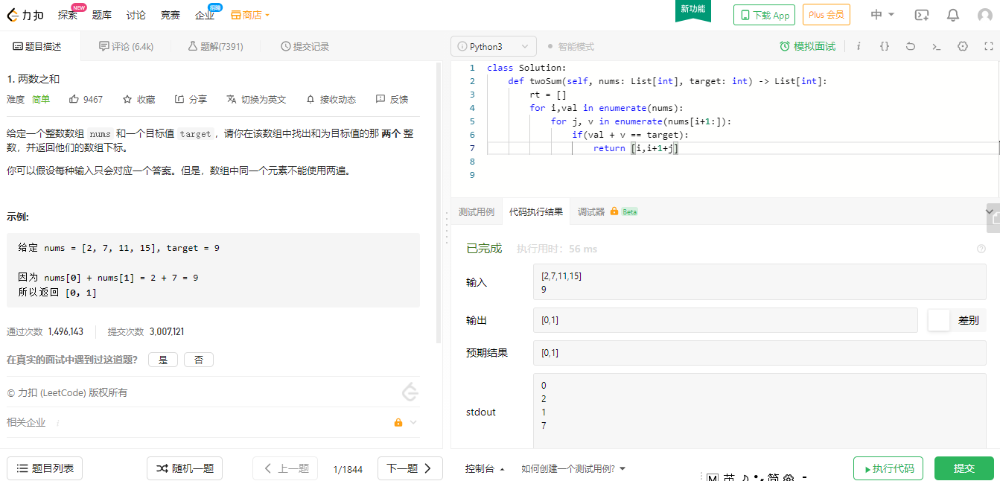 力扣 探索 NEW 题库 讨论 竞赛 企业 招聘 商店 新功能 下载 App Plus 会员 中
题目描述 评论 (6.4k) 题解(7391) 提交记录 Python3 智能模式 模拟面试 i {}
1. 两数之和
难度 简单 9467 收藏 分享 切换为英文 接收动态 反馈
给定一个整数数组 nums 和一个目标值 target，请你在该数组中找出和为目标值的那 两个 整
数，并返回他们的数组下标。
你可以假设每种输入只会对应一个答案。但是，数组中同一个元素不能使用两遍。
示例:
给定 nums = [2, 7, 11, 15], target = 9
因为 nums[0] + nums[1] = 2 + 7 = 9
所以返回 [0, 1]
通过次数 1,496,143 提交次数 3,007,121
在真实的面试中遇到过这道题? 是 否
© 力扣 (LeetCode) 版权所有
相关企业 i
题目列表 随机一题 上一题 1/1844 下一题
1 class Solution:
2 def twoSum(self, nums: List[int], target: int) -> List[int]:
3 rt = []
4 for i,val in enumerate(nums):
5 for j, v in enumerate(nums[i+1:]):
6 if(val + v == target):
7 return [i,i+1+j]
8
9
测试用例 代码执行结果 调试器 Beta
已完成 执行用时: 56 ms
输入
[2,7,11,15]
9
输出 [0,1] 差别
预期结果 [0,1]
stdout
0
2
1
7
控制台 如何创建一个测试用例? 执行代码 提交
M 英 简